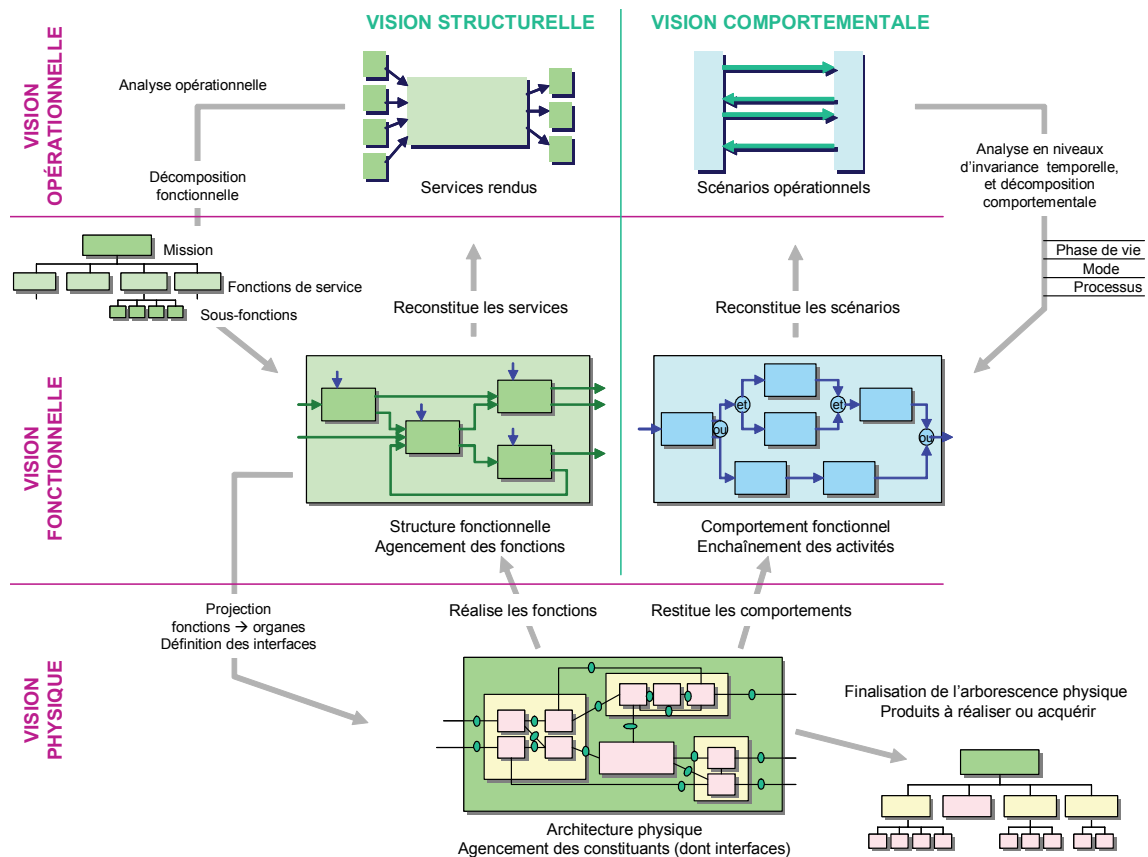 VISION STRUCTURELLE
VISION COMPORTEMENTALE
VISION
OPÉRATIONNELLE
Analyse opérationnelle
Décomposition
fonctionnelle
Services rendus
Scénarios opérationnels
Analyse en niveaux
d'invariance temporelle,
et décomposition
comportementale
Phase de vie
Mode
Processus
Mission
Fonctions de service
Sous-fonctions
Reconstitue les services
Reconstitue les scénarios
VISION
FONCTIONNELLE
et
et
ou
ou
Structure fonctionnelle
Agencement des fonctions
Comportement fonctionnel
Enchaînement des activités
Projection
fonctions → organes
Définition des interfaces
Réalise les fonctions
Restitue les comportements
VISION
PHYSIQUE
Finalisation de l'arborescence physique
Produits à réaliser ou acquérir
Architecture physique
Agencement des constituants (dont interfaces)